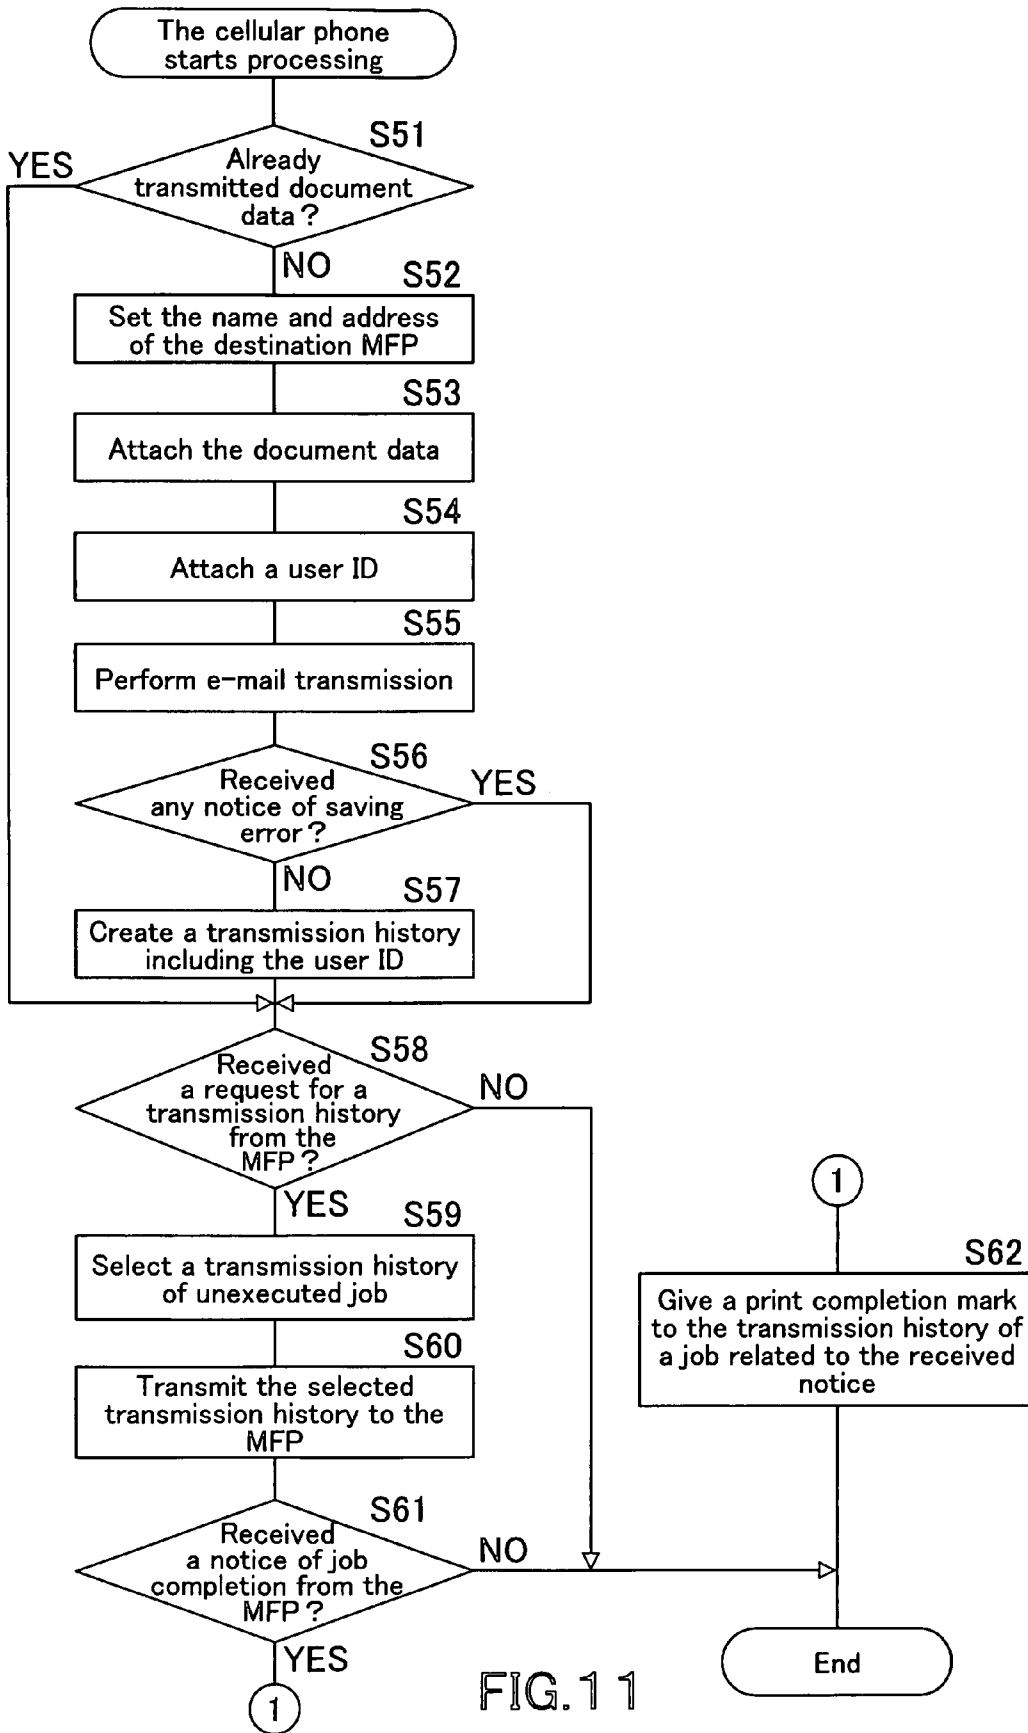 The cellular phone
starts processing
S51
YES
Already
transmitted document
data?
NO
S52
Set the name and address
of the destination MFP
S53
Attach the document data
S54
Attach a user ID
S55
Perform e-mail transmission
S56
YES
Received
any notice of saving
error?
NO
S57
Create a transmission history
including the user ID
S58
Received
a request for a
transmission history
from the
MFP?
NO
YES
S59
Select a transmission history
of unexecuted job
S60
Transmit the selected
transmission history to the
MFP
S61
Received
a notice of job
completion from the
MFP?
NO
YES
1
1
S62
Give a print completion mark
to the transmission history of
a job related to the received
notice
End
FIG.11